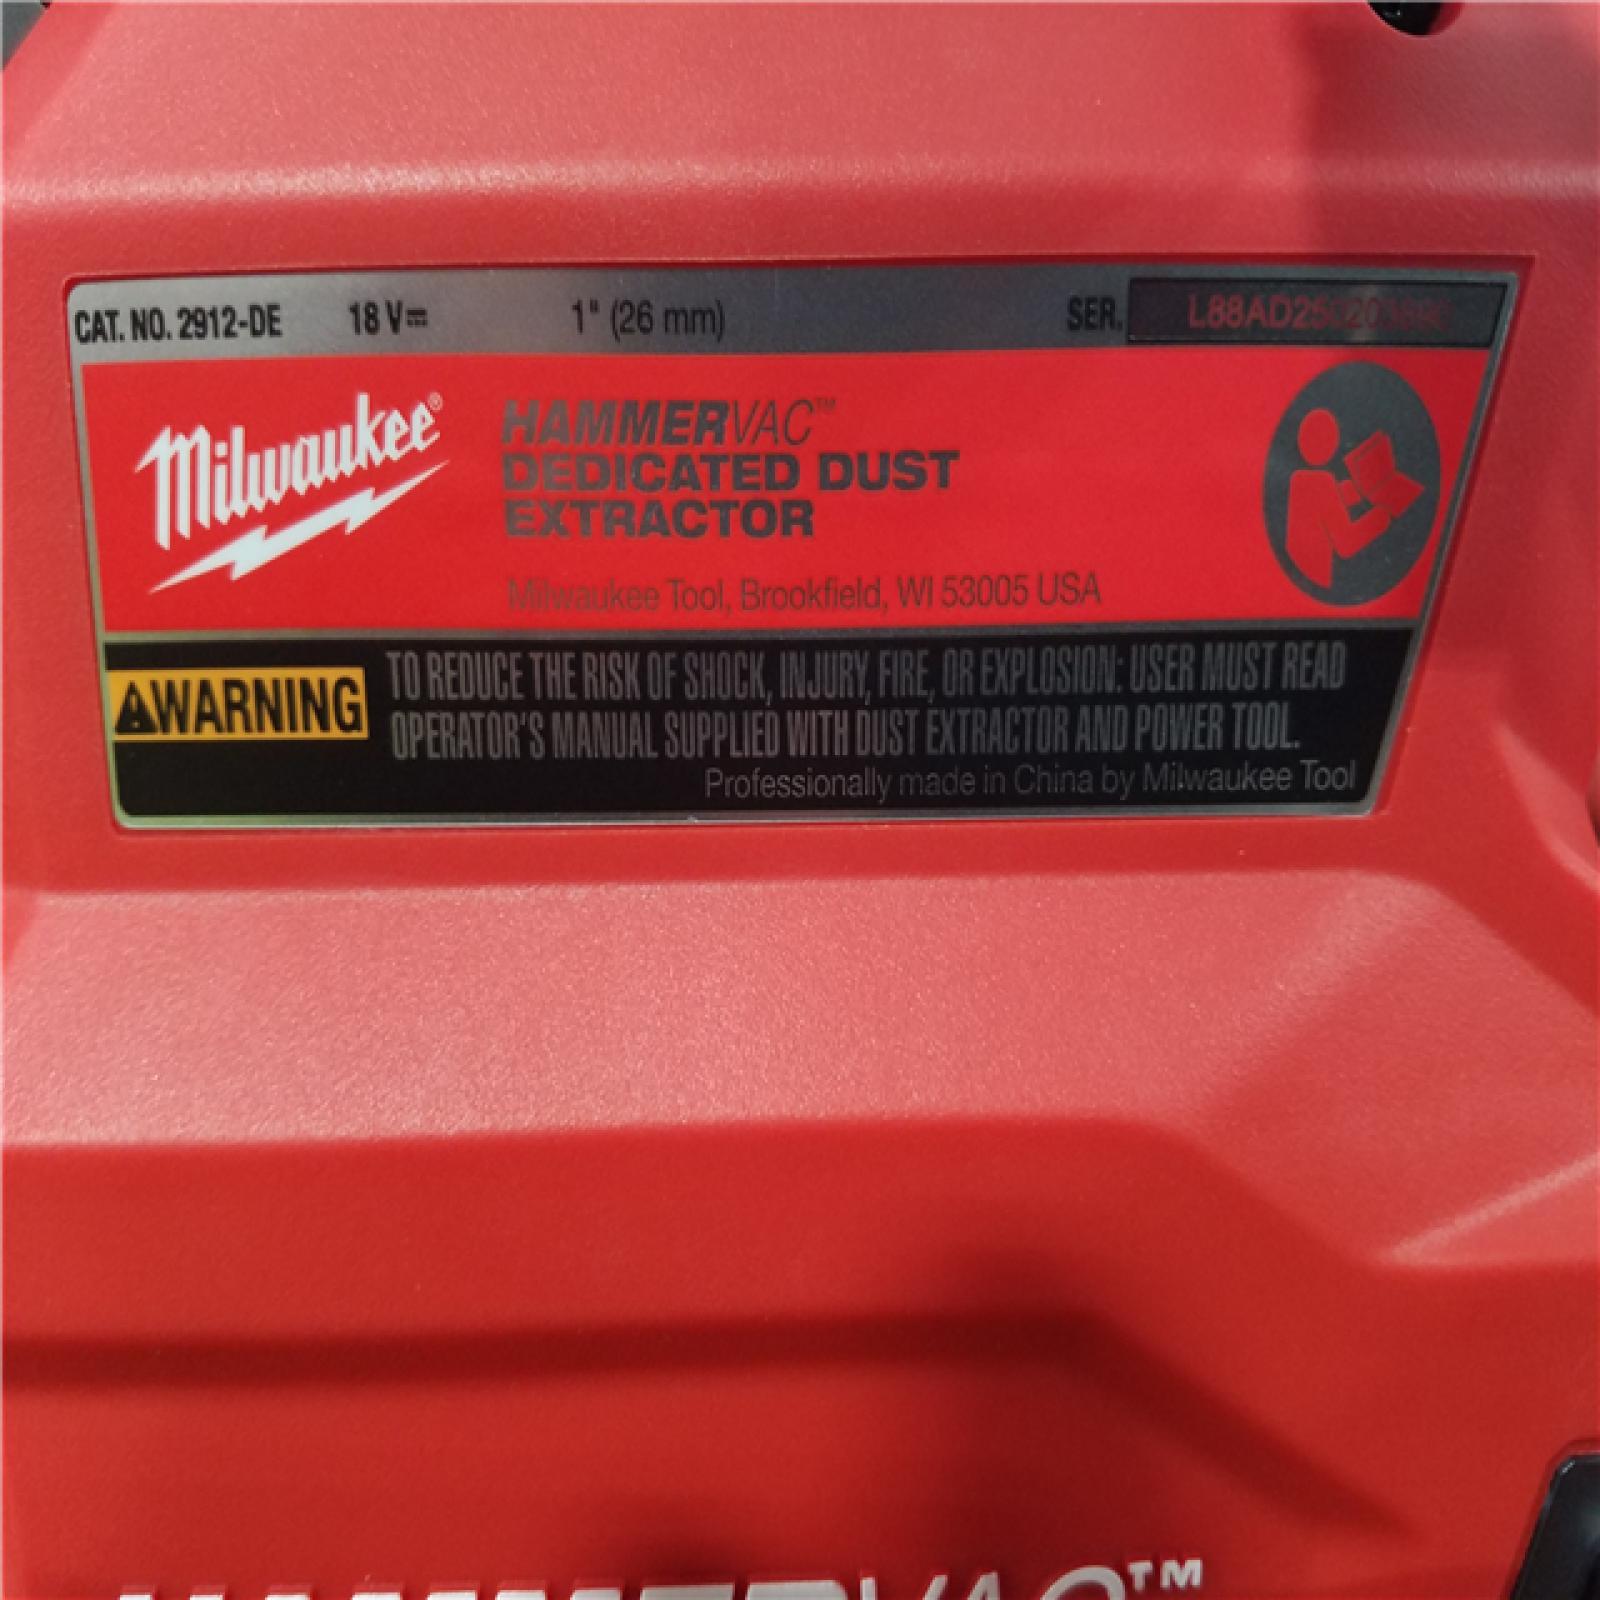 CAT. NO. 2912-DE 18 V⎓ 1" (26 mm) SER.
Milwaukee®
HAMMERVAC™
DEDICATED DUST
EXTRACTOR
Milwaukee Tool, Brookfield, WI 53005 USA
⚠WARNING
TO REDUCE THE RISK OF SHOCK, INJURY, FIRE, OR EXPLOSION: USER MUST READ
OPERATOR'S MANUAL SUPPLIED WITH DUST EXTRACTOR AND POWER TOOL.
Professionally made in China by Milwaukee Tool
HAMMERVAC™